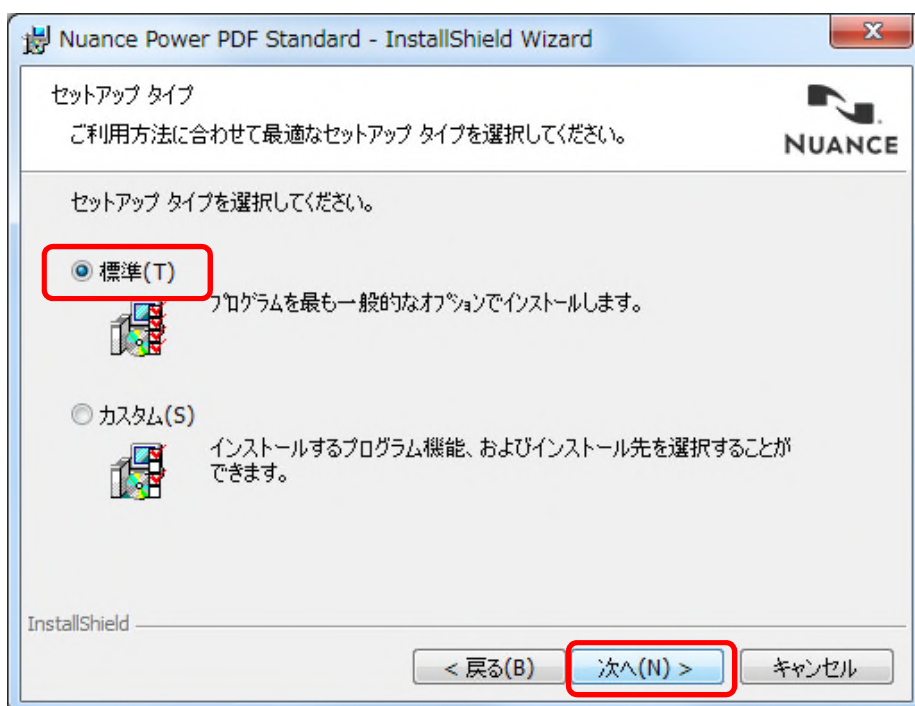 Nuance Power PDF Standard - InstallShield Wizard
セットアップ タイプ
ご利用方法に合わせて最適なセットアップ タイプを選択してください。
NUANCE
セットアップ タイプを選択してください。
標準(T)
プログラムを最も一般的なオプションでインストールします。
カスタム(S)
インストールするプログラム機能、およびインストール先を選択することが
できます。
InstallShield
< 戻る(B) 次へ(N) > キャンセル